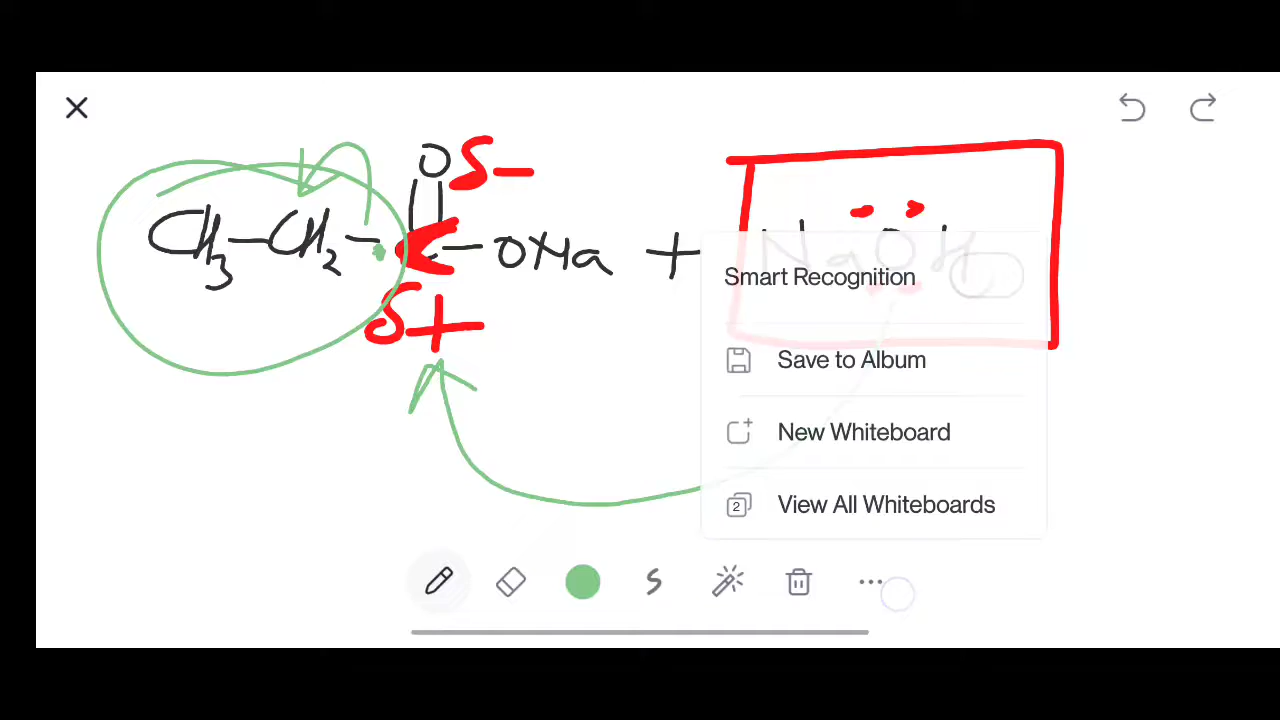 O δ-
CH3-CH2-C-ONa + NaOH
δ+
Smart Recognition
Save to Album
New Whiteboard
2 View All Whiteboards